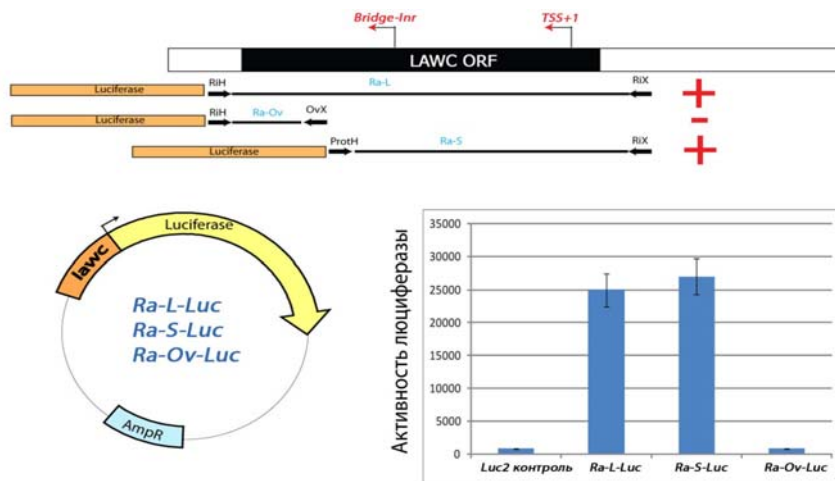 Bridge-Inr
TSS+1
LAWC ORF
RiH
Ra-L
RiX
Luciferase
+
RiH
Ra-Ov
OvX
Luciferase
-
ProtH
Ra-S
RiX
Luciferase
+
lawc
Luciferase
Ra-L-Luc
Ra-S-Luc
Ra-Ov-Luc
AmpR
Активность люциферазы
35000
30000
25000
20000
15000
10000
5000
0
Luc2 контроль
Ra-L-Luc
Ra-S-Luc
Ra-Ov-Luc